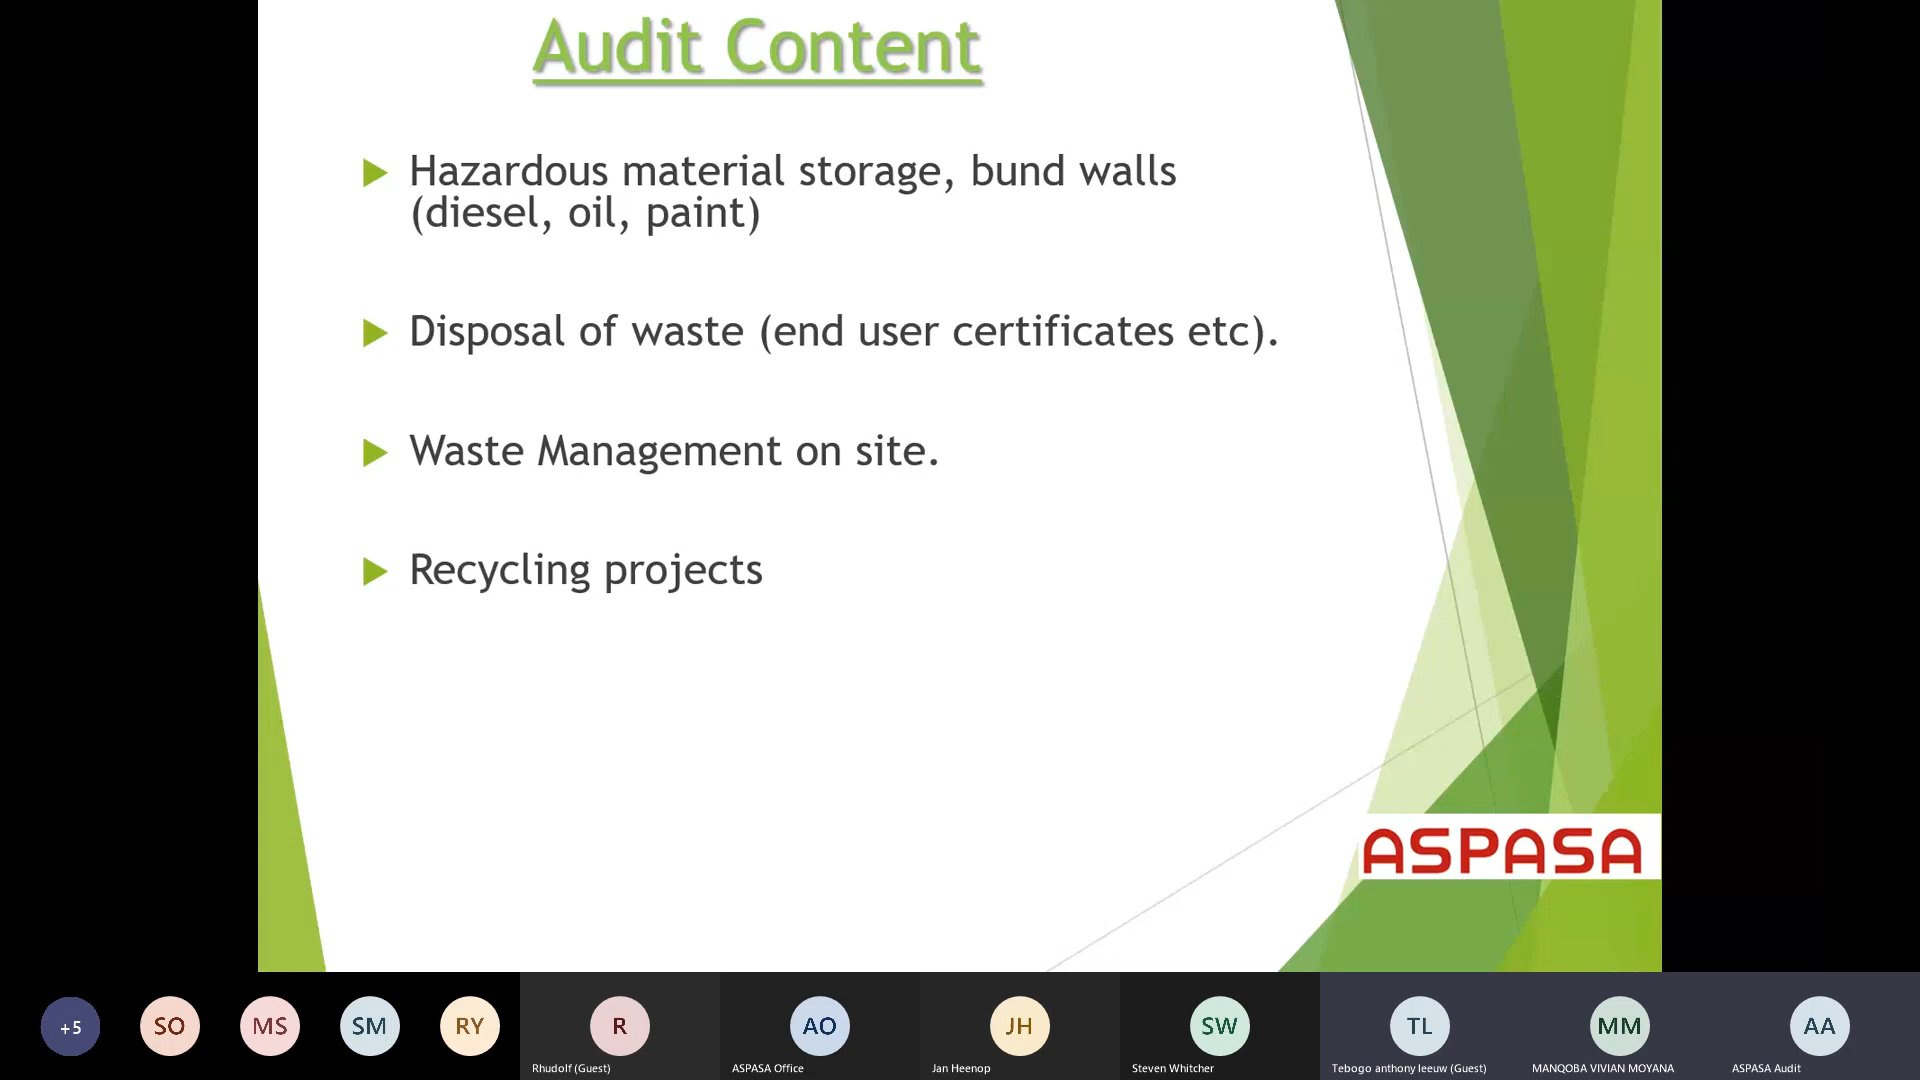 Audit Content
Hazardous material storage, bund walls
(diesel, oil, paint)
Disposal of waste (end user certificates etc).
Waste Management on site.
Recycling projects
ASPASA
+5
SO
MS
SM
RY
R
AO
JH
SW
TL
MM
AA
Rhudolf (Guest)
ASPASA Office
Jan Heenop
Steven Whitcher
Tebogo anthony leeuw (Guest)
MANQOBA VIVIAN MOYANA
ASPASA Audit